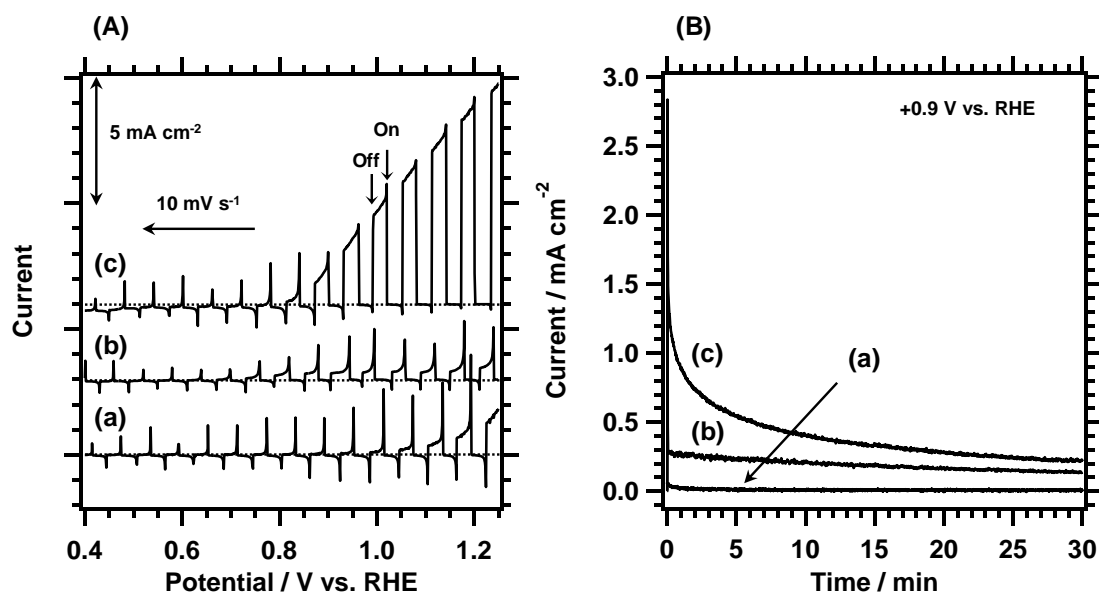 (A)
5 mA cm-2
On
Off
10 mV s-1
(c)
(b)
(a)
Current
0.4 0.6 0.8 1.0 1.2
Potential / V vs. RHE
(B)
+0.9 V vs. RHE
3.0
2.5
2.0
1.5
1.0
0.5
0.0
(c)
(a)
(b)
Current / mA cm-2
0 5 10 15 20 25 30
Time / min